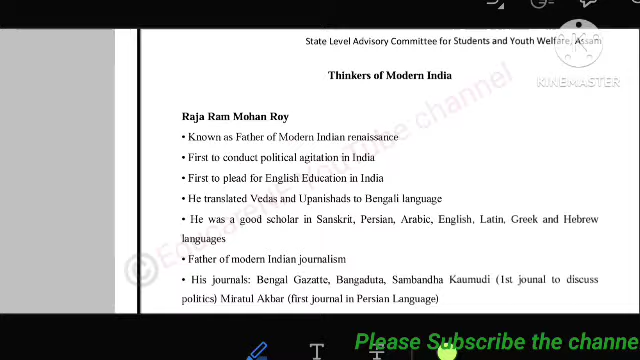 State Level Advisory Committee for Students and Youth Welfare, Assam
K
KINEMASTER
Thinkers of Modern India
Raja Ram Mohan Roy
• Known as Father of Modern Indian renaissance
• First to conduct political agitation in India
• First to plead for English Education in India
• He translated Vedas and Upanishads to Bengali language
• He was a good scholar in Sanskrit, Persian, Arabic, English, Latin, Greek and Hebrew
languages
• Father of modern Indian journalism
• His journals: Bengal Gazatte, Bangaduta, Sambandha Kaumudi (1st jounal to discuss
politics) Miratul Akbar (first journal in Persian Language)
© EduCareNE YouTube channel
Please Subscribe the channe
T T